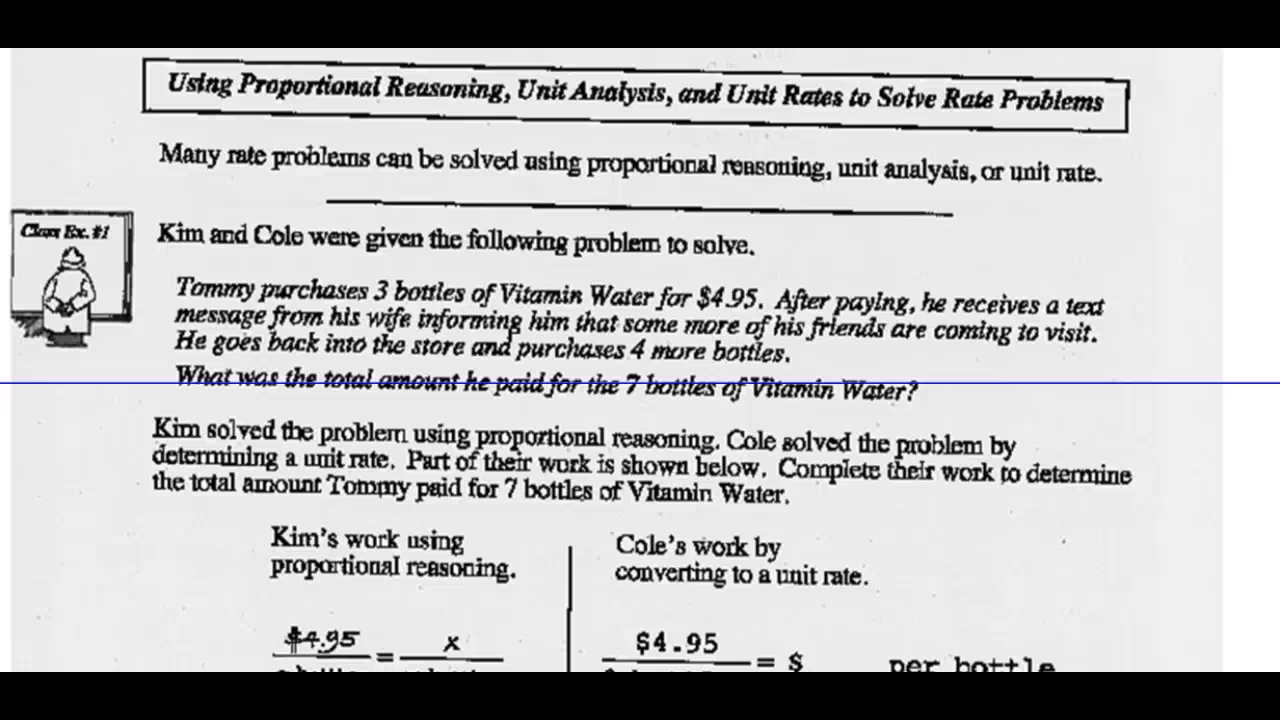 Using Proportional Reasoning, Unit Analysis, and Unit Rates to Solve Rate Problems
Many rate problems can be solved using proportional reasoning, unit analysis, or unit rate.
Class Ex. #1
Kim and Cole were given the following problem to solve.
Tommy purchases 3 bottles of Vitamin Water for $4.95. After paying, he receives a text
message from his wife informing him that some more of his friends are coming to visit.
He goes back into the store and purchases 4 more bottles.
What was the total amount he paid for the 7 bottles of Vitamin Water?
Kim solved the problem using proportional reasoning. Cole solved the problem by
determining a unit rate. Part of their work is shown below. Complete their work to determine
the total amount Tommy paid for 7 bottles of Vitamin Water.
Kim's work using
proportional reasoning.
$4.95 = x
Cole's work by
converting to a unit rate.
$4.95 = $ per bottle